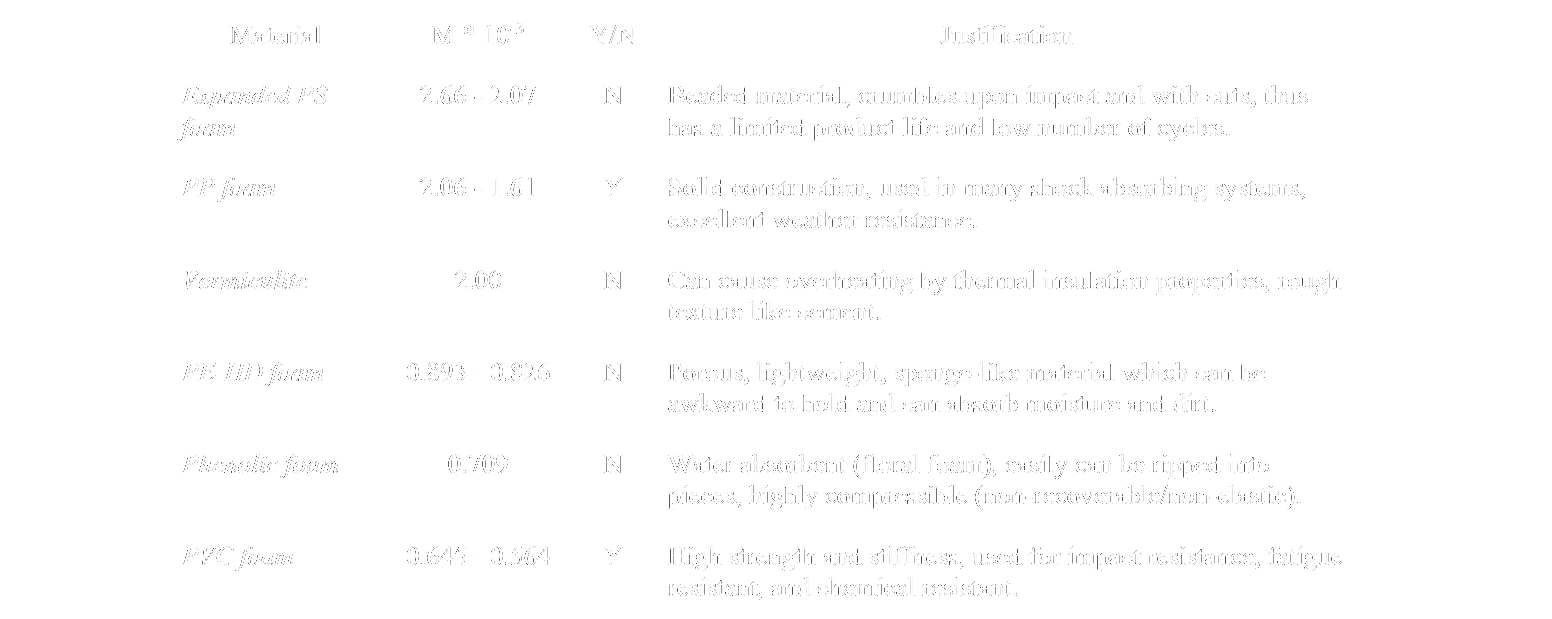 Material M * 10⁻³ Y/N Justification
Expanded PS 2.66 - 2.07 N Beaded material, crumbles upon impact and with cuts, thus
foam has a limited product life and low number of cycles.
PP foam 2.06 - 1.61 Y Solid construction, used in many shock absorbing systems,
excellent weather resistance.
Vermiculite 2.00 N Can cause overheating by thermal insulation properties, rough
texture like cement.
PE-HD foam 0.893 - 0.826 N Porous, lightweight, sponge-like material which can be
awkward to hold and can absorb moisture and dirt.
Phenolic foam 0.709 N Water absorbent (floral foam), easily can be ripped into
pieces, highly compressible (non-recoverable/non-elastic).
PVC foam 0.645 - 0.564 Y High strength and stiffness, used for impact resistance, fatigue
resistant, and chemical resistant.